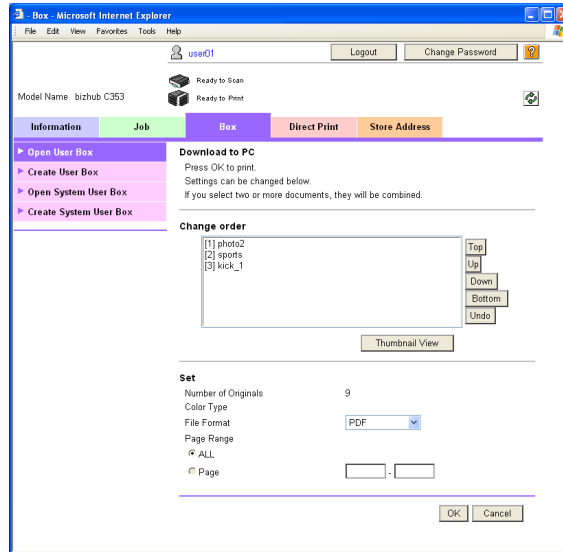 - Box - Microsoft Internet Explorer
File Edit View Favorites Tools Help
user01 Logout Change Password ?
Ready to Scan
Model Name bizhub C353 Ready to Print
Information Job Box Direct Print Store Address
Open User Box
Create User Box
Open System User Box
Create System User Box
Download to PC
Press OK to print.
Settings can be changed below.
If you select two or more documents, they will be combined.
Change order
[1] photo2
[2] sports
[3] kick_1
Top
Up
Down
Bottom
Undo
Thumbnail View
Set
Number of Originals 9
Color Type
File Format PDF
Page Range
ALL
Page -
OK Cancel